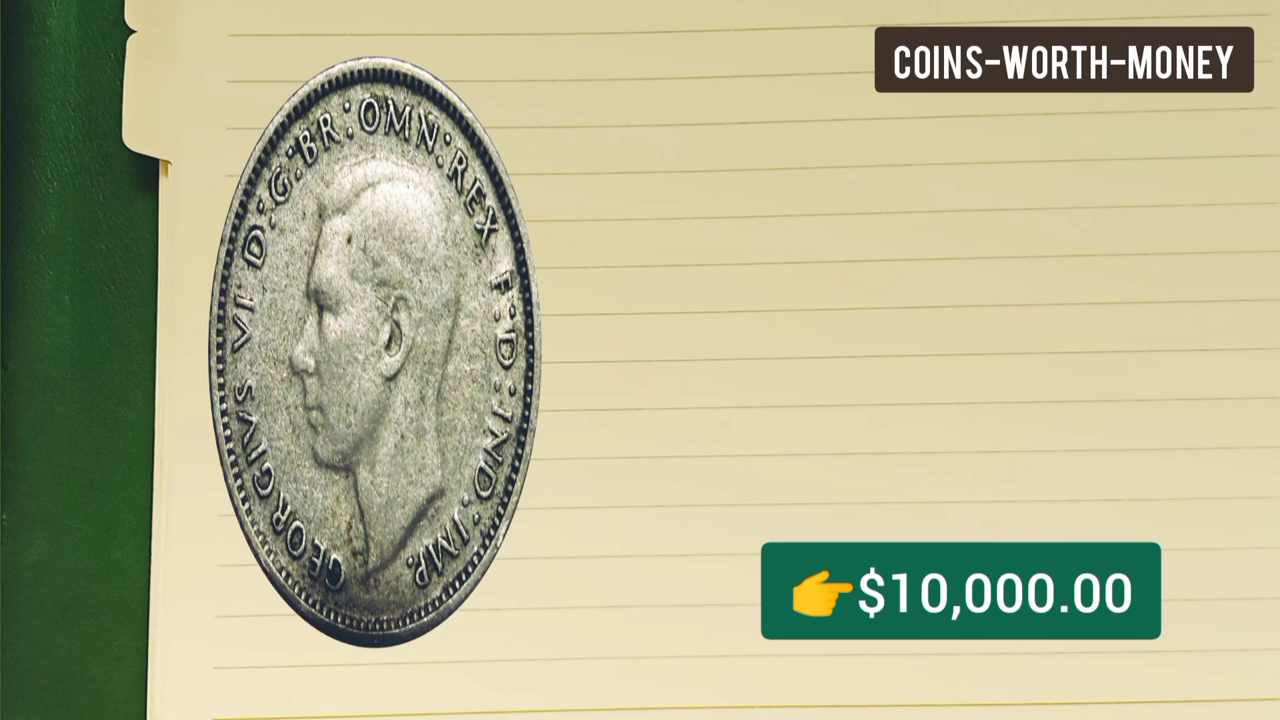 COINS-WORTH-MONEY
GEORGIVS VI D:G:BR:OMN:REX F:D:IND:IMP.
👉$10,000.00